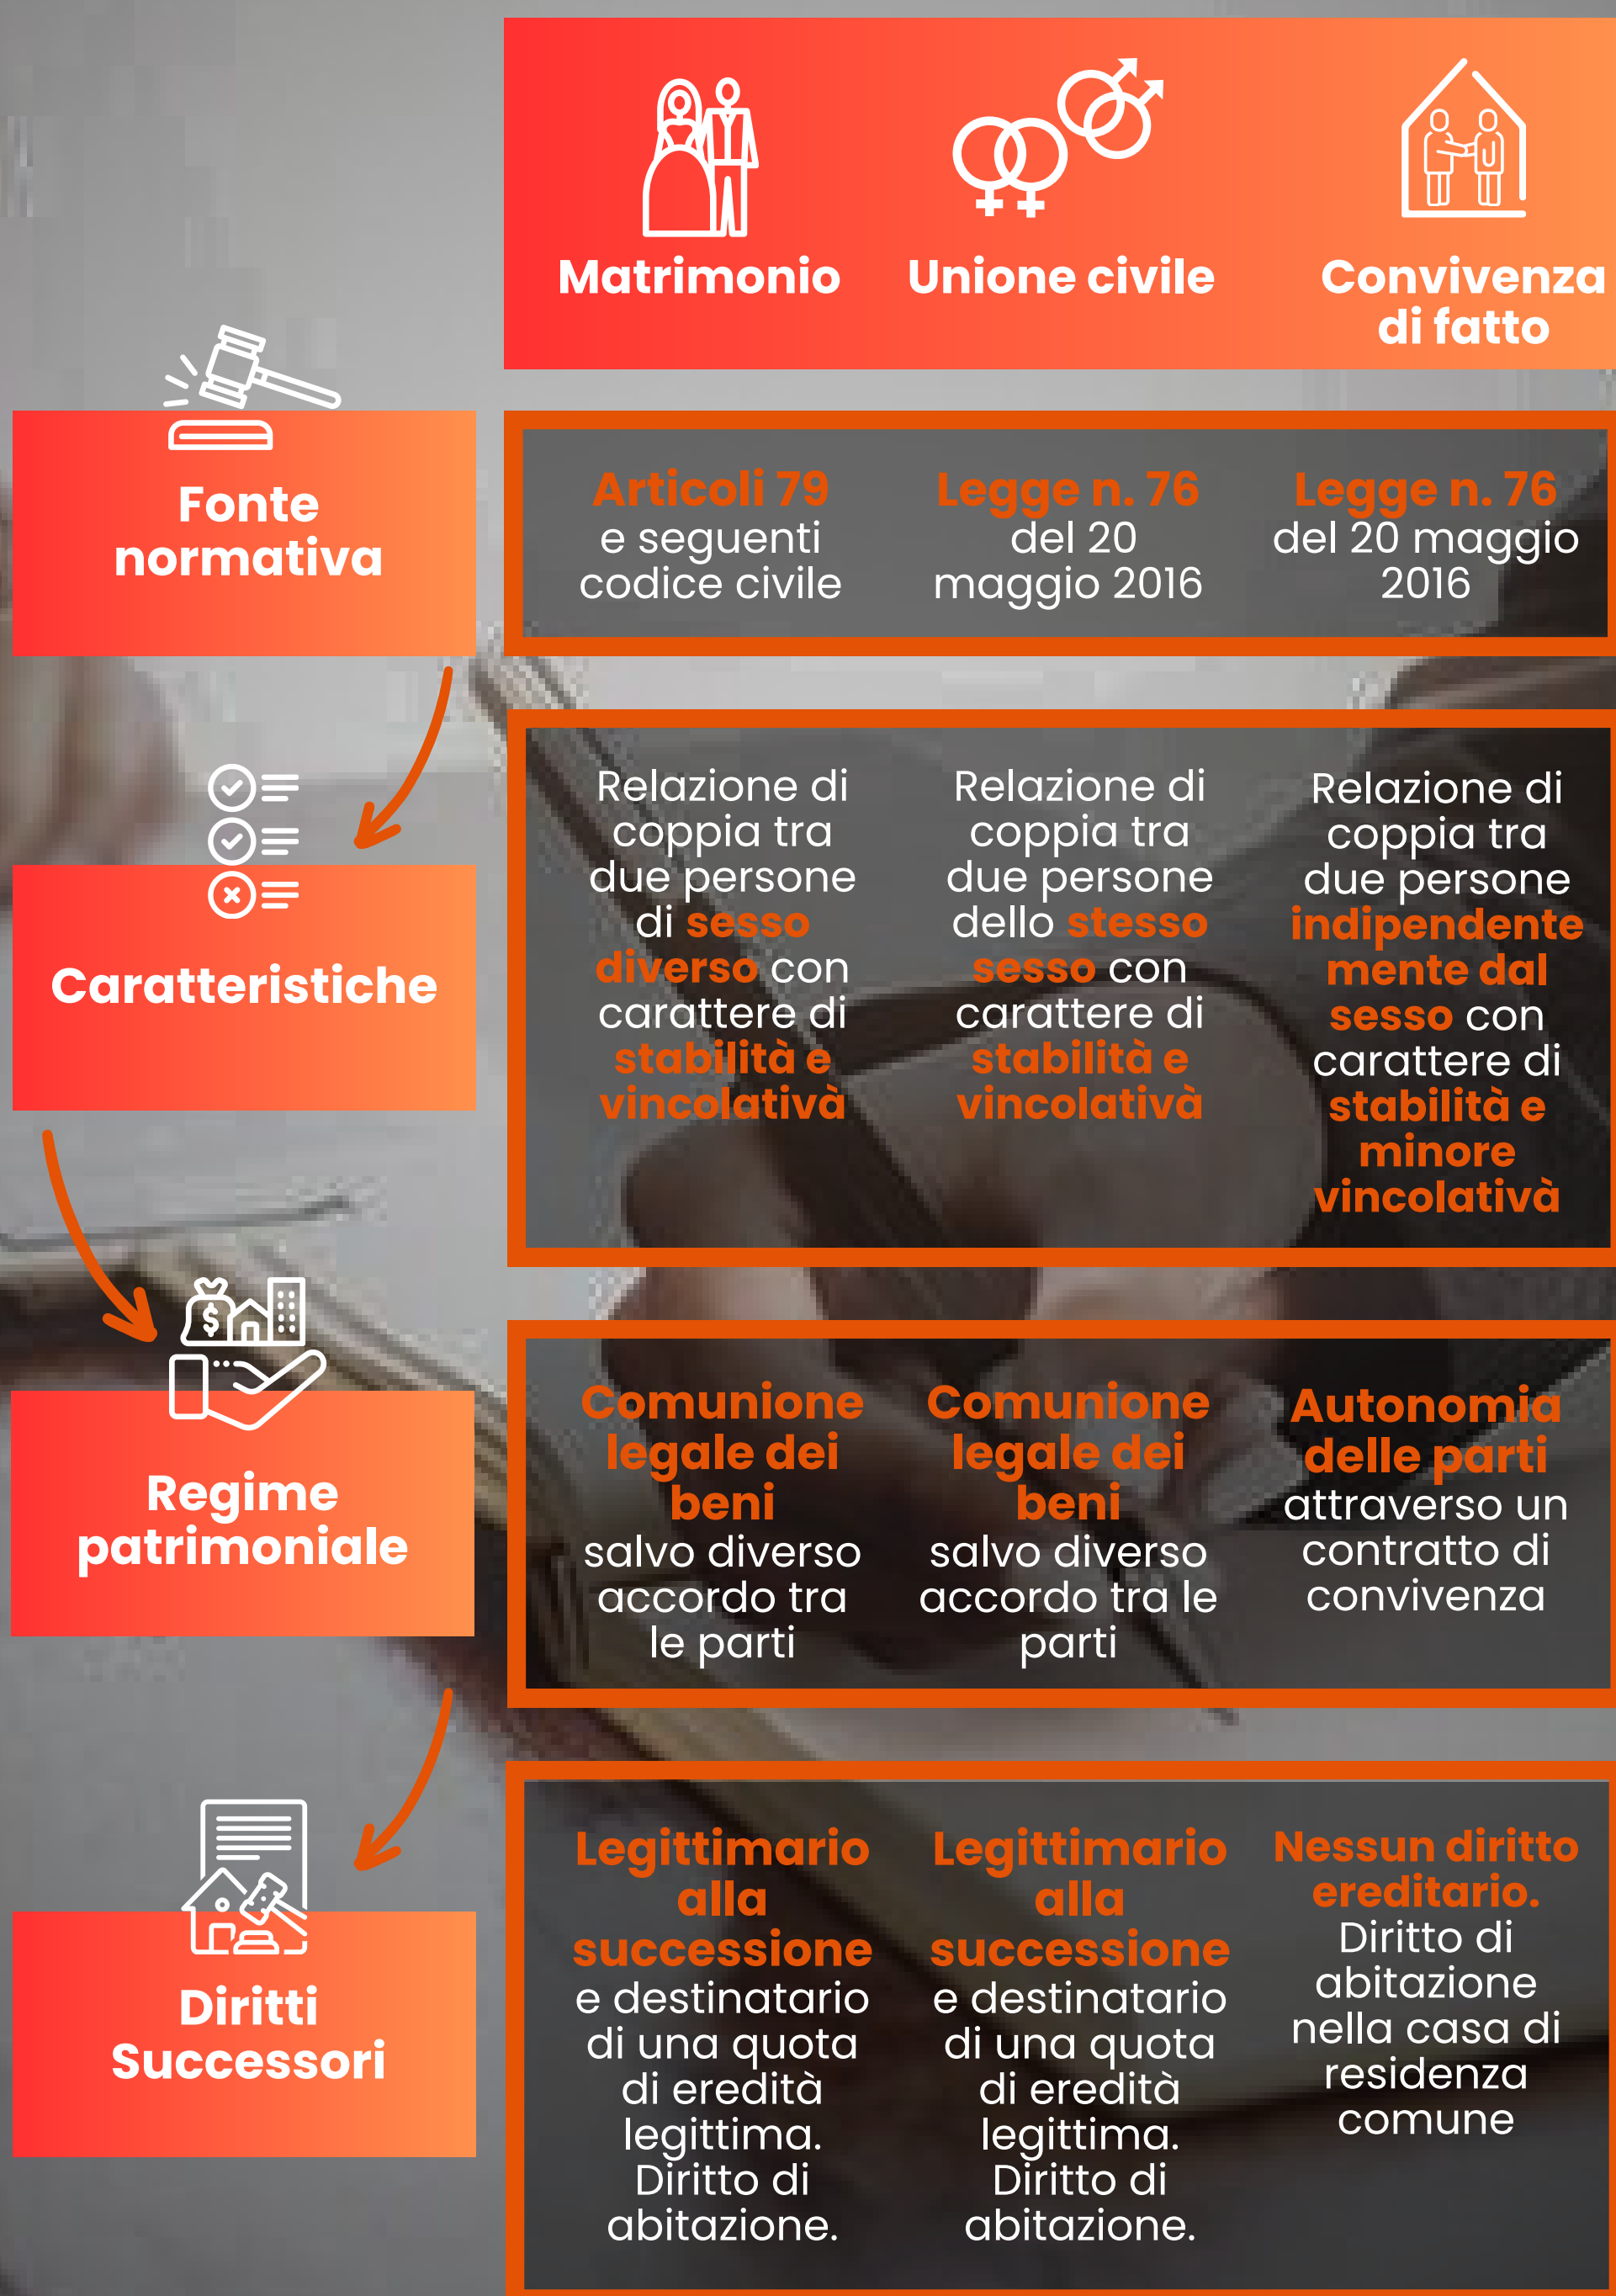 Matrimonio
Unione civile
Convivenza
di fatto
Fonte
normativa
Articoli 79
e seguenti
codice civile
Legge n. 76
del 20
maggio 2016
Legge n. 76
del 20 maggio
2016
Caratteristiche
Relazione di
coppia tra
due persone
di sesso
diverso con
carattere di
stabilità e
vincolatività
Relazione di
coppia tra
due persone
dello stesso
sesso con
carattere di
stabilità e
vincolatività
Relazione di
coppia tra
due persone
indipendente
mente dal
sesso con
carattere di
stabilità e
minore
vincolatività
Regime
patrimoniale
Comunione
legale dei
beni
salvo diverso
accordo tra
le parti
Comunione
legale dei
beni
salvo diverso
accordo tra le
parti
Autonomia
delle parti
attraverso un
contratto di
convivenza
Diritti
Successori
Legittimario
alla
successione
e destinatario
di una quota
di eredità
legittima.
Diritto di
abitazione.
Legittimario
alla
successione
e destinatario
di una quota
di eredità
legittima.
Diritto di
abitazione.
Nessun diritto
ereditario.
Diritto di
abitazione
nella casa di
residenza
comune